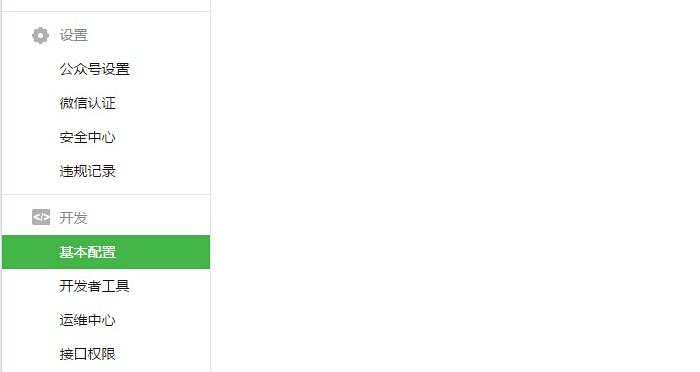 设置
公众号设置
微信认证
安全中心
违规记录
</> 开发
基本配置
开发者工具
运维中心
接口权限